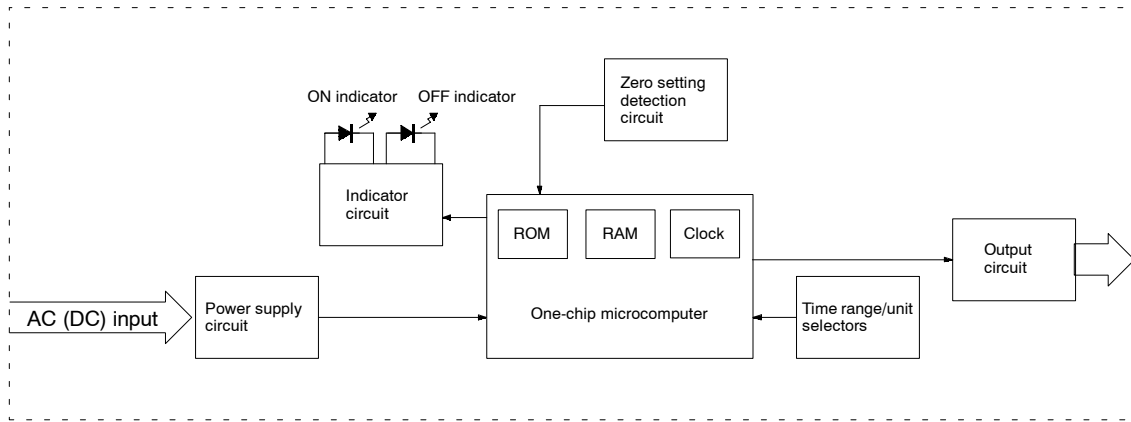 Zero setting
detection
circuit
ON indicator
OFF indicator
Indicator
circuit
ROM
RAM
Clock
One-chip microcomputer
Output
circuit
AC (DC) input
Power supply
circuit
Time range/unit
selectors